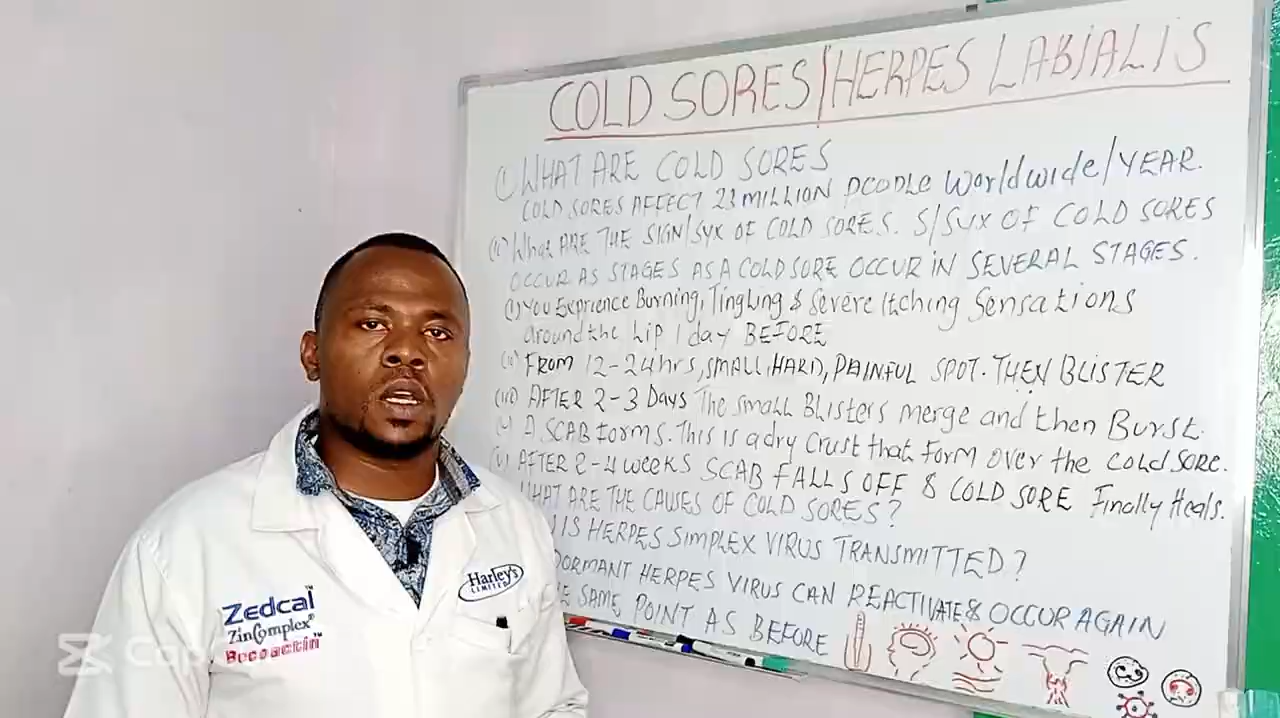 COLD SORES/HERPES LABIALIS
(i) WHAT ARE COLD SORES
COLD SORES AFFECT 23 MILLION PEOPLE Worldwide/YEAR.
(ii) What ARE THE SIGN/SYX OF COLD SORES. S/SYX OF COLD SORES
OCCUR AS STAGES AS A COLD SORE OCCUR IN SEVERAL STAGES.
(i) YOU Exprience Burning, Tingling & Severe Itching Sensations
around the Lip 1 day BEFORE
(ii) FROM 12-24hrs, SMALL, HARD, PAINFUL SPOT. THEN BLISTER
(iii) AFTER 2-3 Days The small Blisters merge and then Burst.
A SCAB forms. This is a dry Crust that Form over the cold sore.
(v) AFTER 2-4 weeks SCAB FALLS OFF & COLD SORE Finally Heals.
WHAT ARE THE CAUSES OF COLD SORES?
IS HERPES SIMPLEX VIRUS TRANSMITTED?
DORMANT HERPES VIRUS CAN REACTIVATE & OCCUR AGAIN
SAME POINT AS BEFORE
Zedcal™
ZinComplex®
Becoactin™
Harley's
LIMITED
Cap